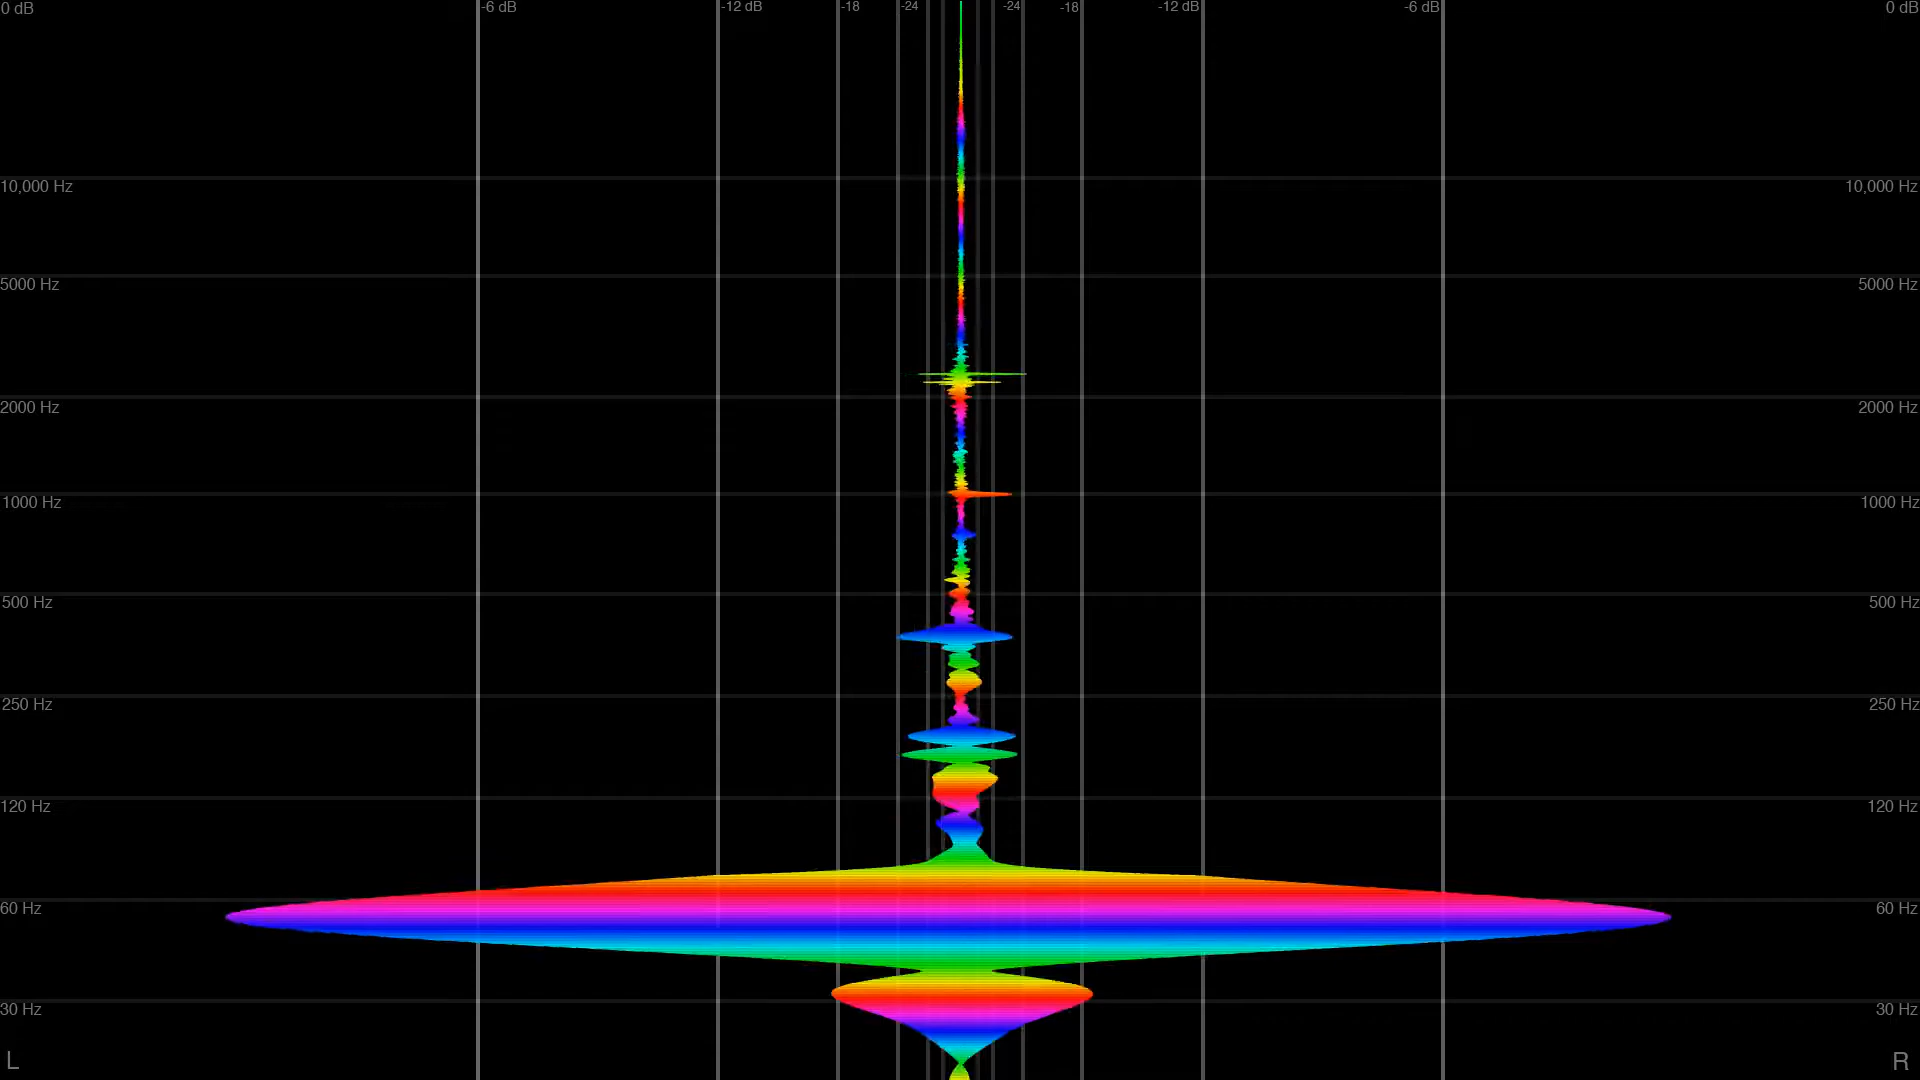 0 dB -6 dB -12 dB -18 -24 -24 -18 -12 dB -6 dB 0 dB
10,000 Hz 10,000 Hz
5000 Hz 5000 Hz
2000 Hz 2000 Hz
1000 Hz 1000 Hz
500 Hz 500 Hz
250 Hz 250 Hz
120 Hz 120 Hz
60 Hz 60 Hz
30 Hz 30 Hz
L R